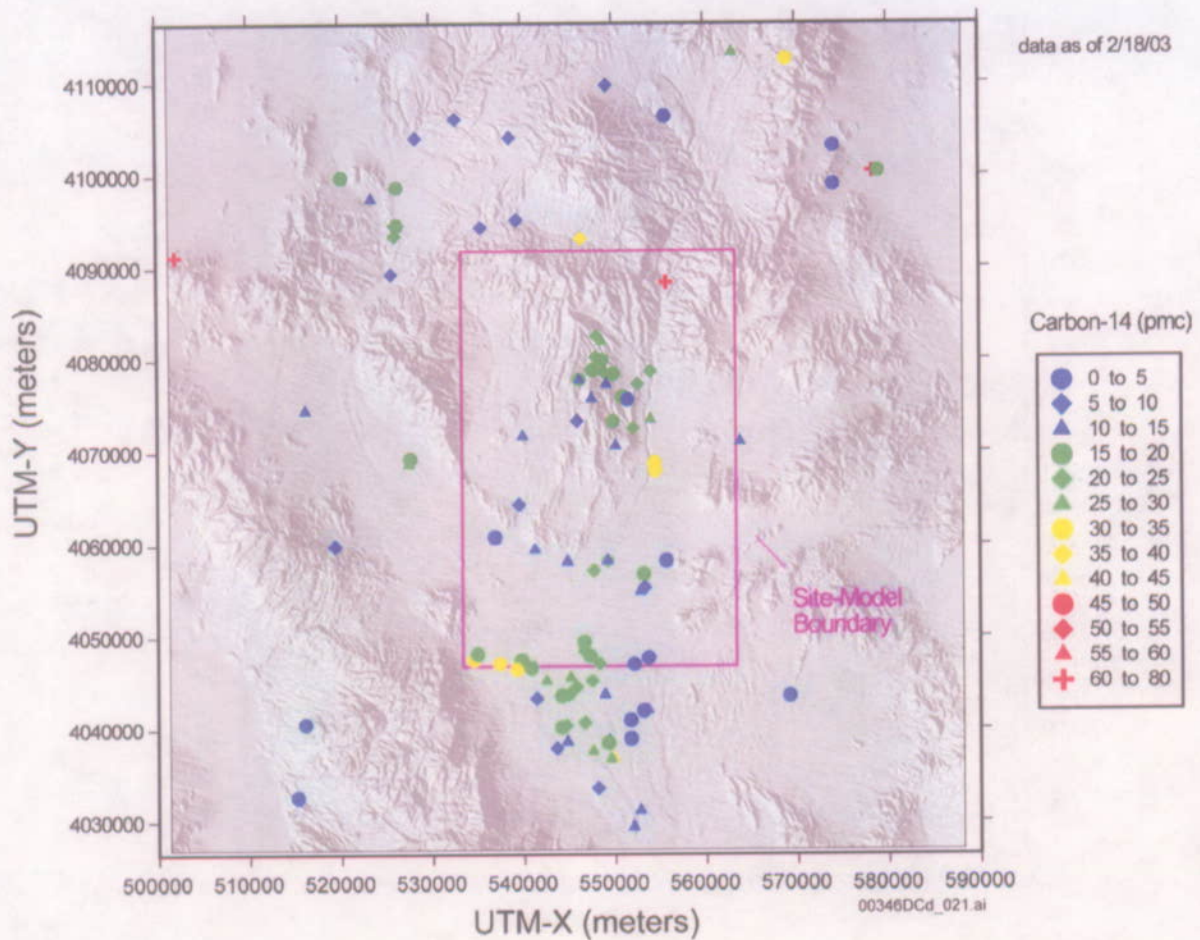 data as of 2/18/03
4110000
4100000
4090000
4080000
4070000
4060000
4050000
4040000
4030000
UTM-Y (meters)
Carbon-14 (pmc)
0 to 5
5 to 10
10 to 15
15 to 20
20 to 25
25 to 30
30 to 35
35 to 40
40 to 45
45 to 50
50 to 55
55 to 60
60 to 80
Site-Model
Boundary
500000 510000 520000 530000 540000 550000 560000 570000 580000 590000
00346DCd_021.ai
UTM-X (meters)